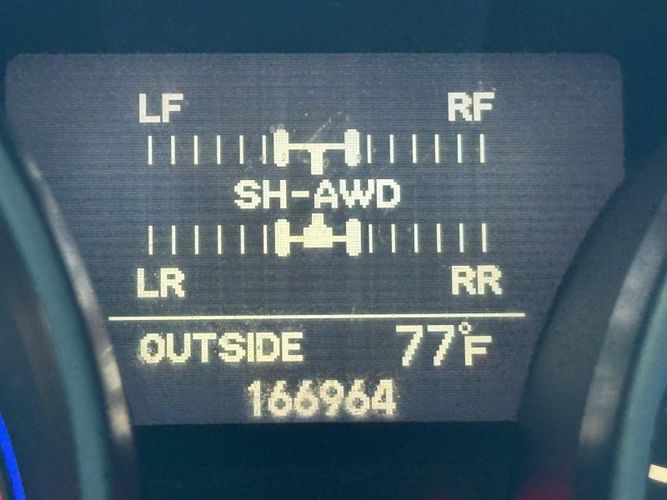 LF RF
SH-AWD
LR RR
OUTSIDE 77°F
166964